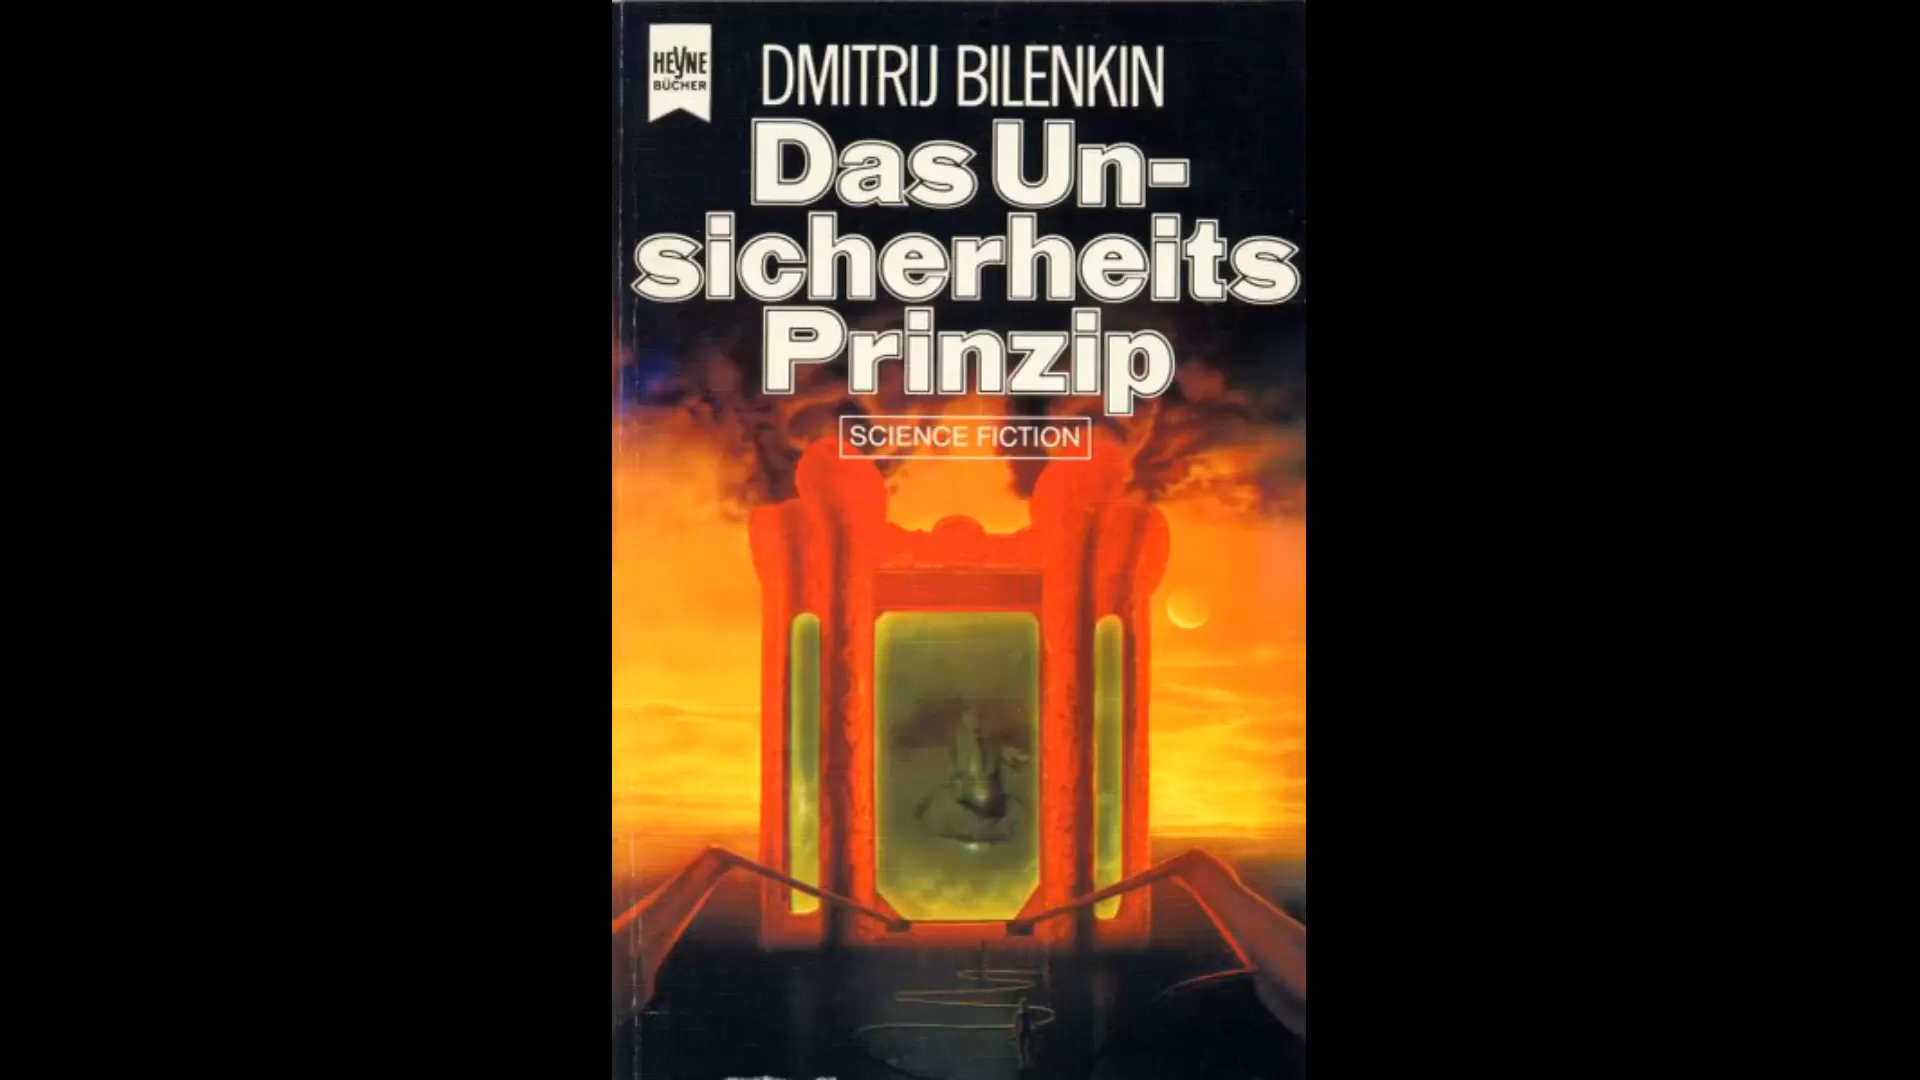 HEYNE
BÜCHER
DMITRIJ BILENKIN
Das Un-
sicherheits
Prinzip
SCIENCE FICTION